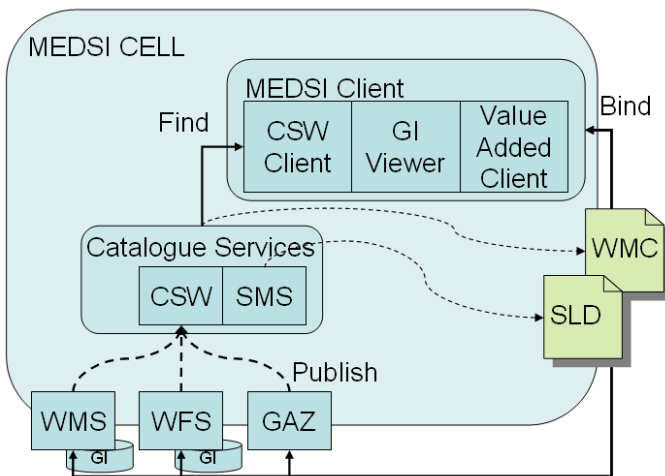 MEDSI CELL
MEDSI Client
Find
Bind
CSW
Client
GI
Viewer
Value
Added
Client
Catalogue Services
CSW
SMS
WMC
SLD
Publish
WMS
WFS
GAZ
GI
GI